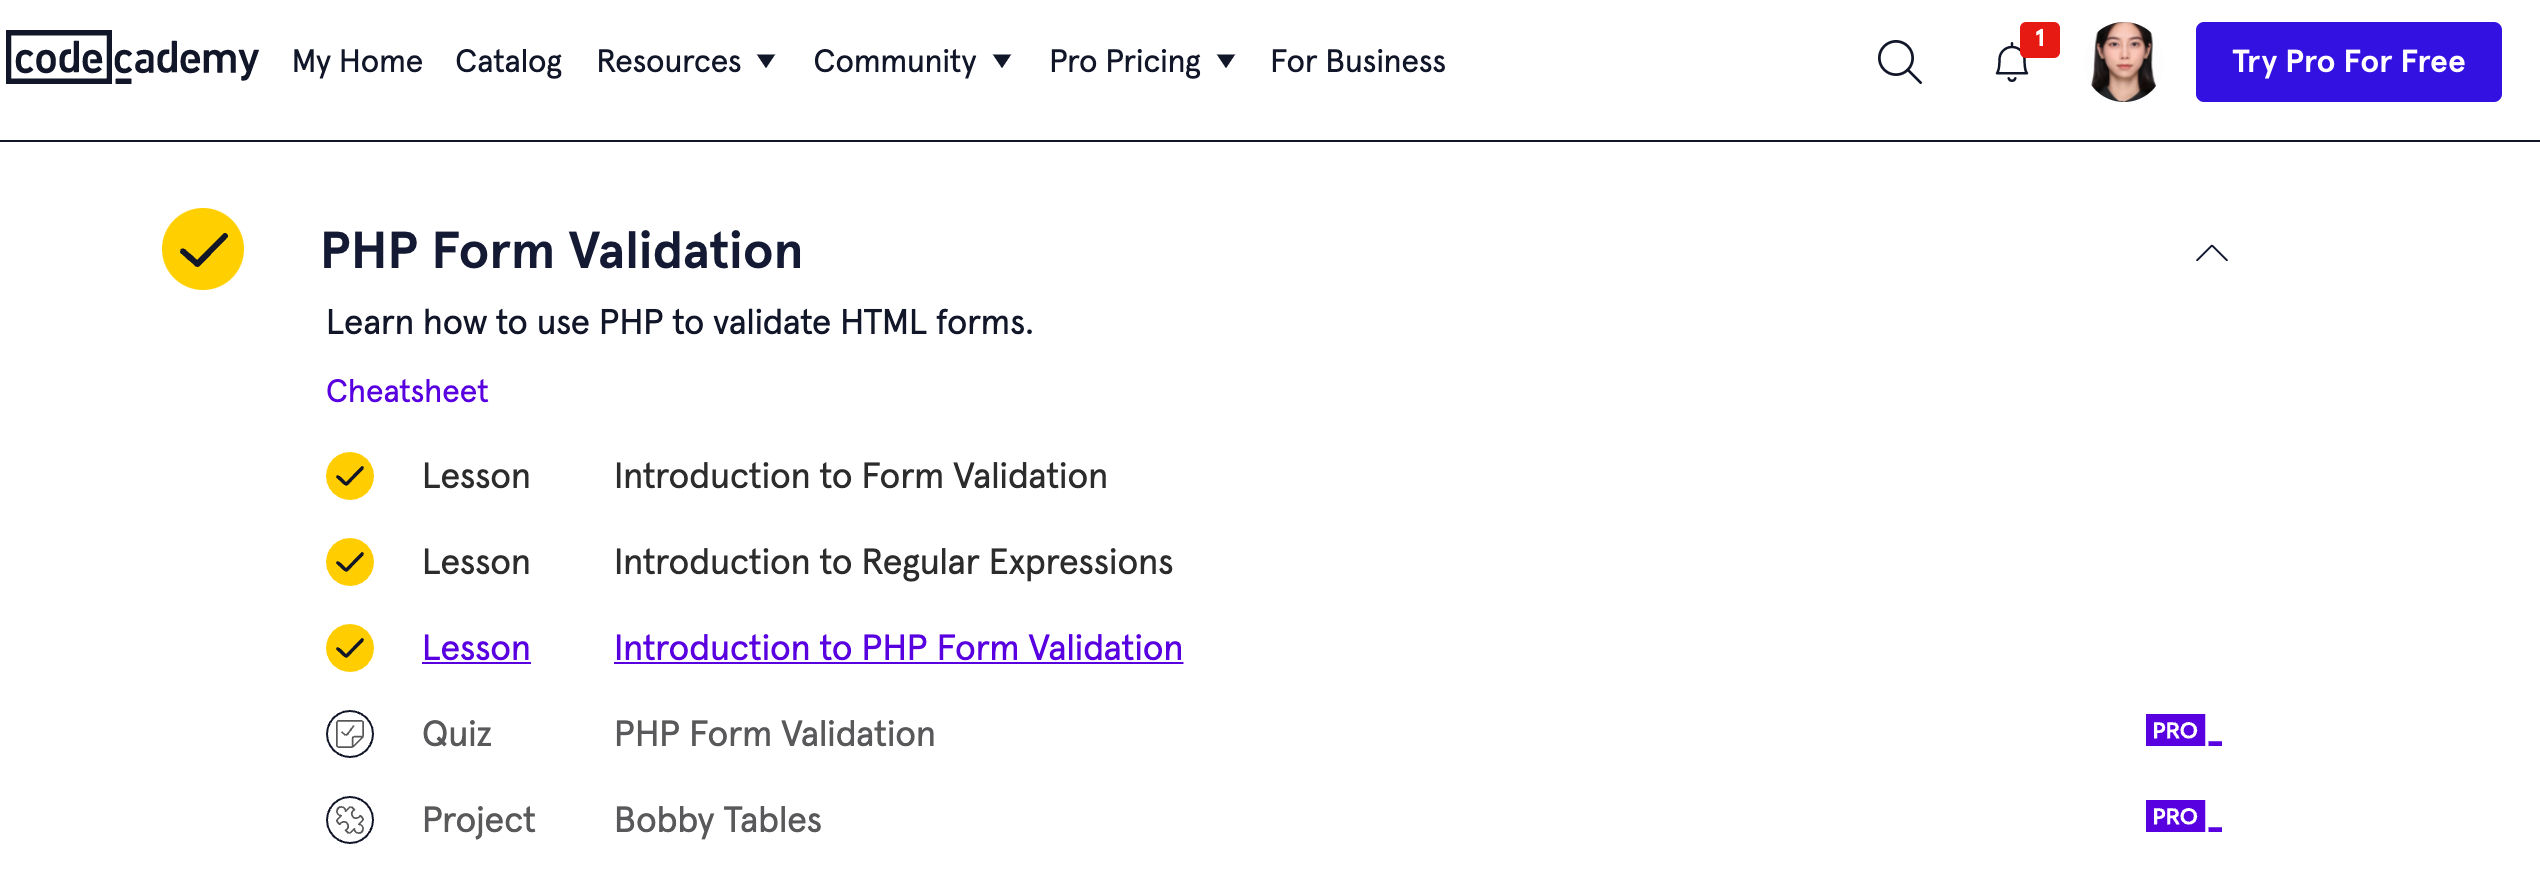 codecademy My Home Catalog Resources Community Pro Pricing For Business 1 Try Pro For Free
PHP Form Validation
Learn how to use PHP to validate HTML forms.
Cheatsheet
Lesson Introduction to Form Validation
Lesson Introduction to Regular Expressions
Lesson Introduction to PHP Form Validation
Quiz PHP Form Validation PRO
Project Bobby Tables PRO